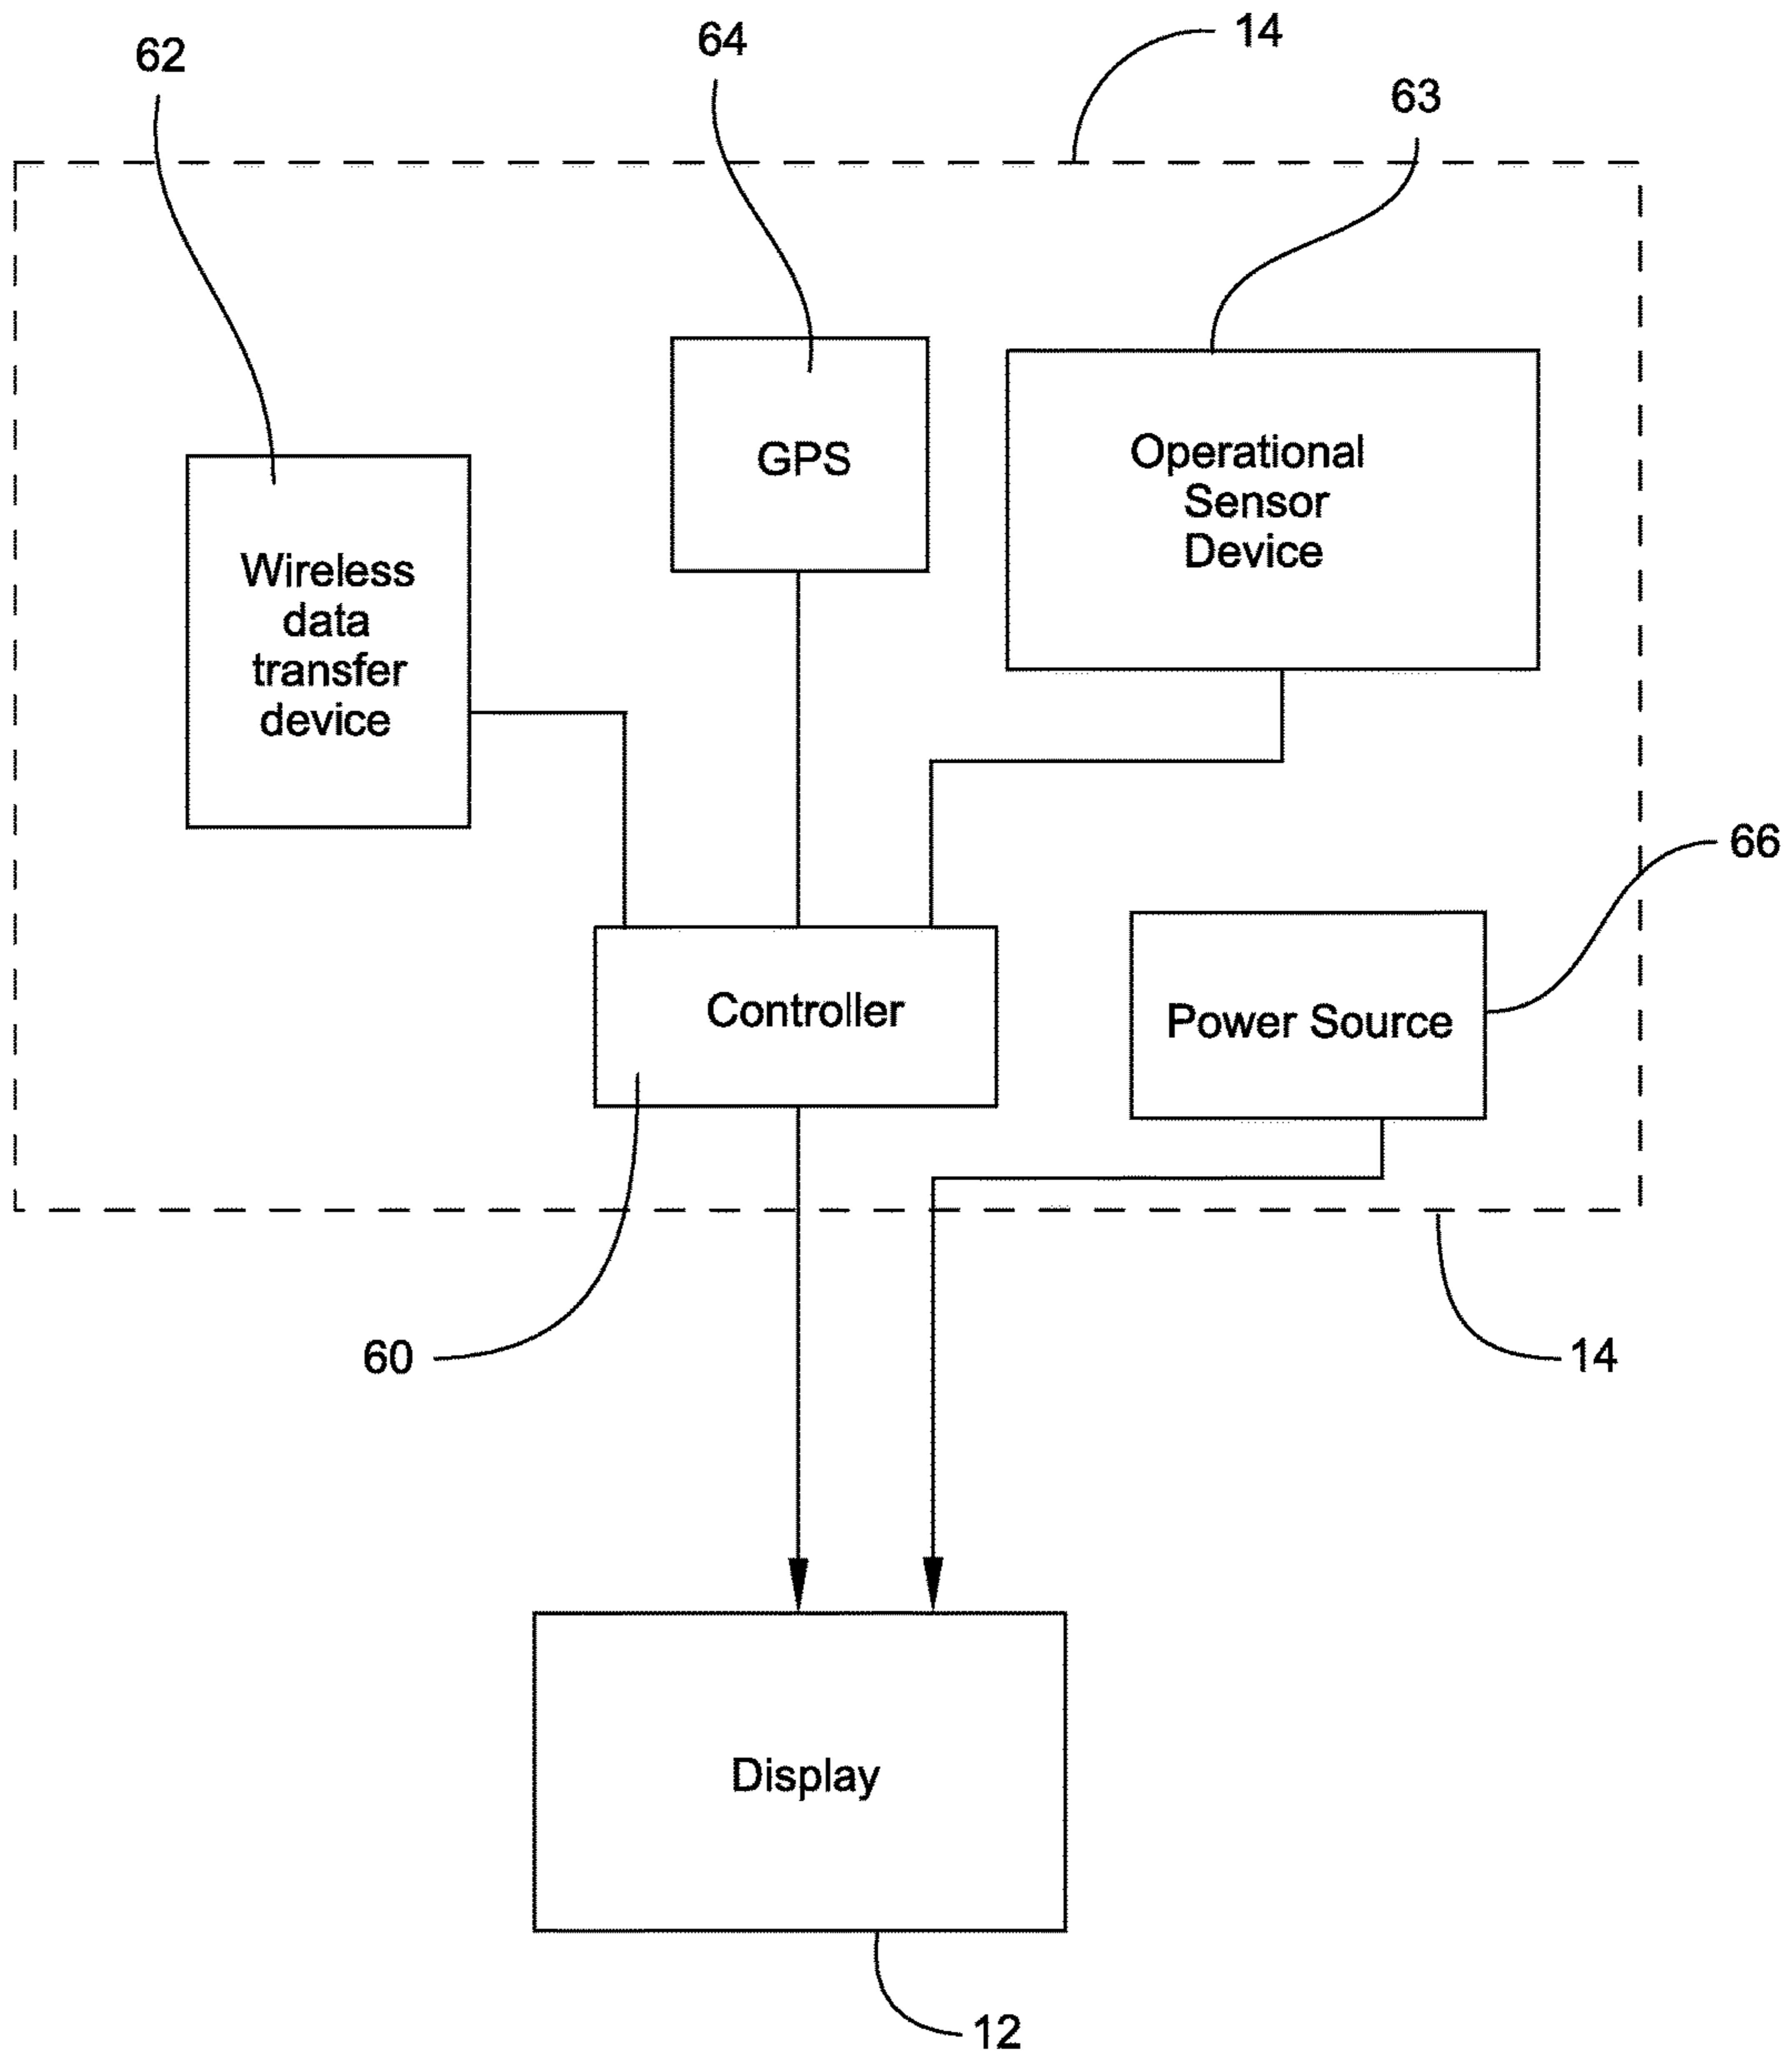 14
64
62
63
GPS
Operational
Sensor
Device
Wireless
data
transfer
device
66
Controller
Power Source
60
14
Display
12